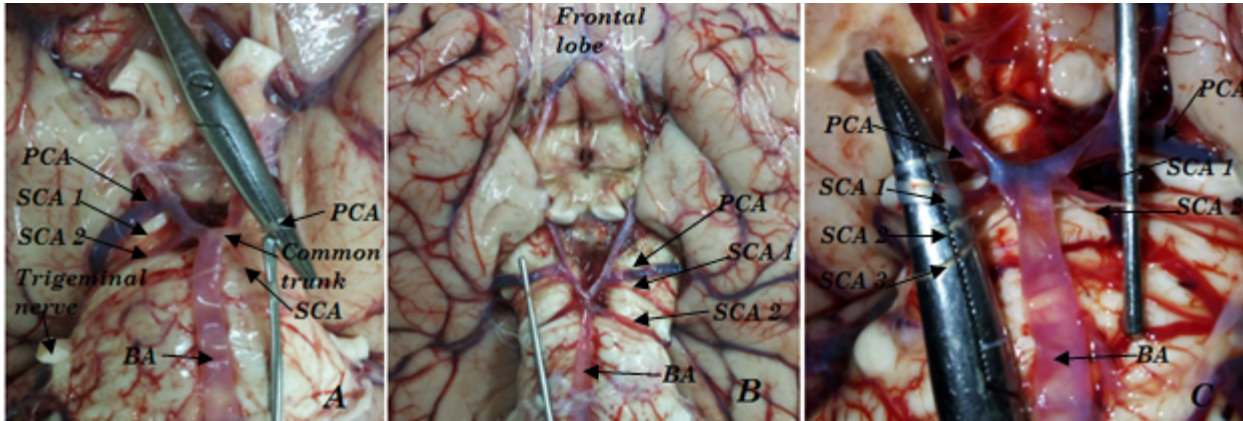 PCA
SCA 1
SCA 2
Trigeminal
nerve
BA
PCA
Common
trunk
SCA
A
Frontal
lobe
PCA
SCA 1
SCA 2
BA
B
PCA
SCA 1
SCA 2
SCA 3
PCA
SCA 1
SCA 2
BA
C